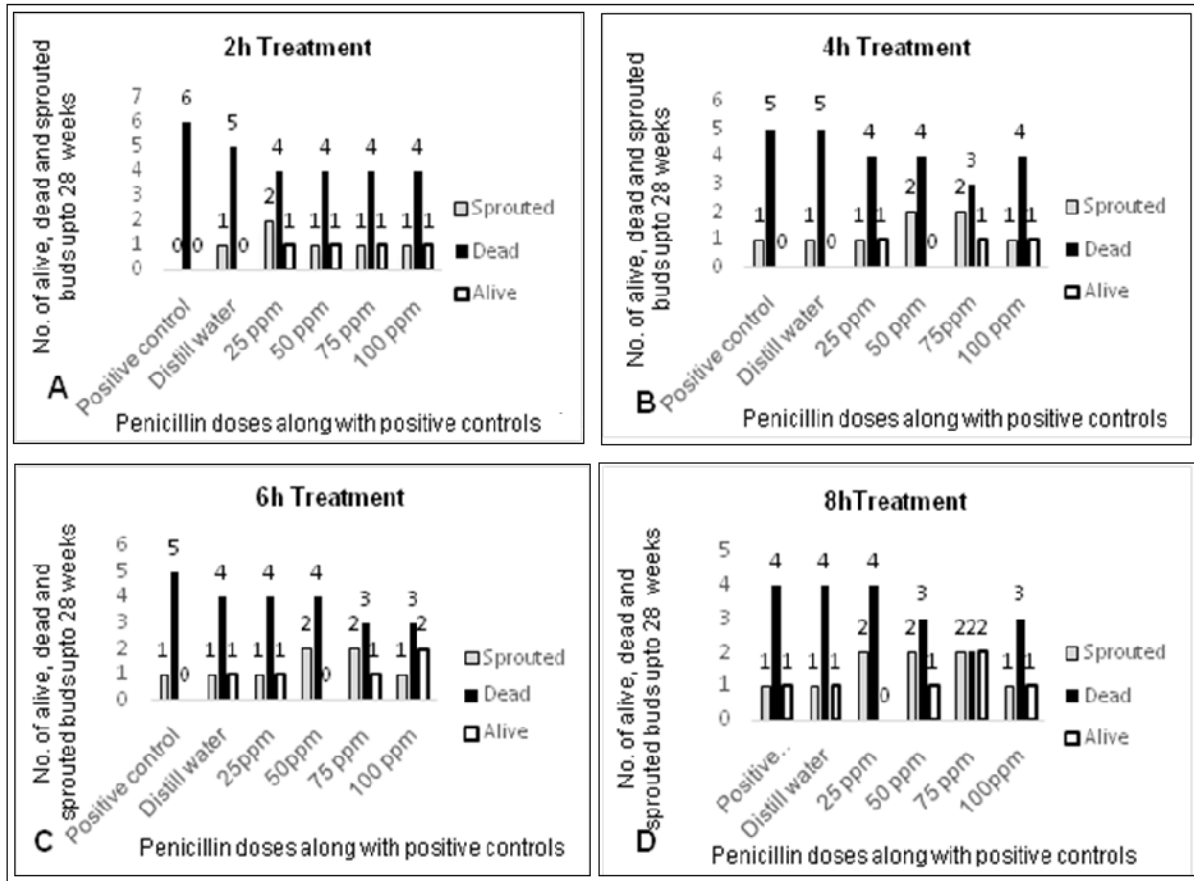 2h Treatment
No. of alive, dead and sprouted
buds upto 28 weeks
7
6
5
4
3
2
1
0
0 6 0
1 5 0
2 4 1
1 4 1
1 4 1
1 4 1
Sprouted
Dead
Alive
Positive control
Distill water
25 ppm
50 ppm
75 ppm
100 ppm
A
Penicillin doses along with positive controls
4h Treatment
No. of alive, dead and sprouted
buds upto 28 weeks
6
5
4
3
2
1
0
1 5 0
1 5 0
1 4 1
2 4 0
2 3 1
1 4 1
Sprouted
Dead
Alive
Positive control
Distill water
25 ppm
50 ppm
75ppm
100 ppm
B
Penicillin doses along with positive controls
6h Treatment
No. of alive, dead and
sprouted buds upto 28 weeks
6
5
4
3
2
1
0
1 5 0
1 4 1
1 4 1
2 4 0
2 3 1
1 3 2
Sprouted
Dead
Alive
Positive control
Distill water
25ppm
50ppm
75 ppm
100 ppm
C
Penicillin doses along with positive controls
8hTreatment
No. of alive, dead and
sprouted buds upto 28 weeks
5
4
3
2
1
0
1 4 1
1 4 1
2 4 0
2 3 1
2 2 2
1 3 1
Sprouted
Dead
Alive
Positive..
Distill water
25 ppm
50 ppm
75 ppm
100ppm
D
Penicillin doses along with positive controls